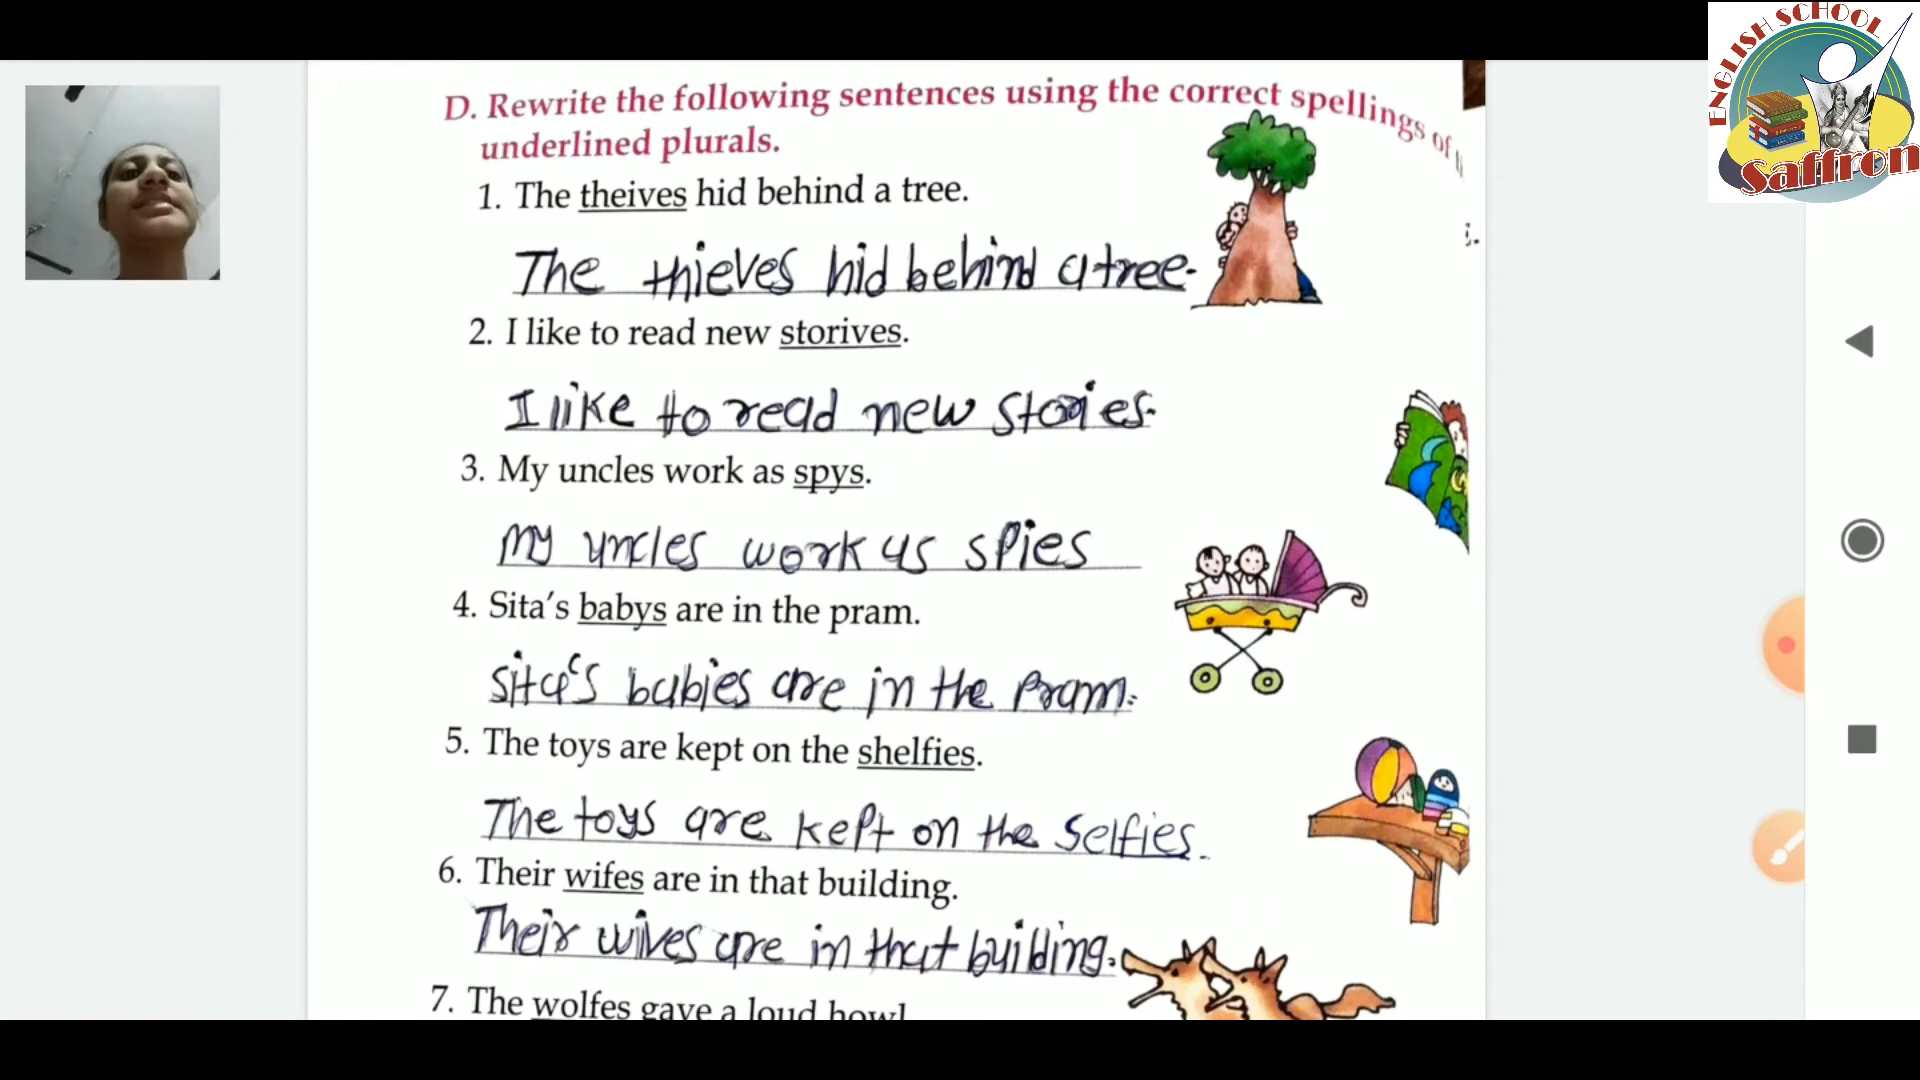 ENGLISH SCHOOL
Saffron
D. Rewrite the following sentences using the correct spellings of
underlined plurals.
1. The theives hid behind a tree.
The thieves hid behind a tree.
2. I like to read new storives.
I like to read new stories.
3. My uncles work as spys.
My uncles work as spies
4. Sita's babys are in the pram.
Sita's babies are in the pram.
5. The toys are kept on the shelfies.
The toys are kept on the Selfies.
6. Their wifes are in that building.
Their wives are in that building.
7. The wolfes gave a loud howl